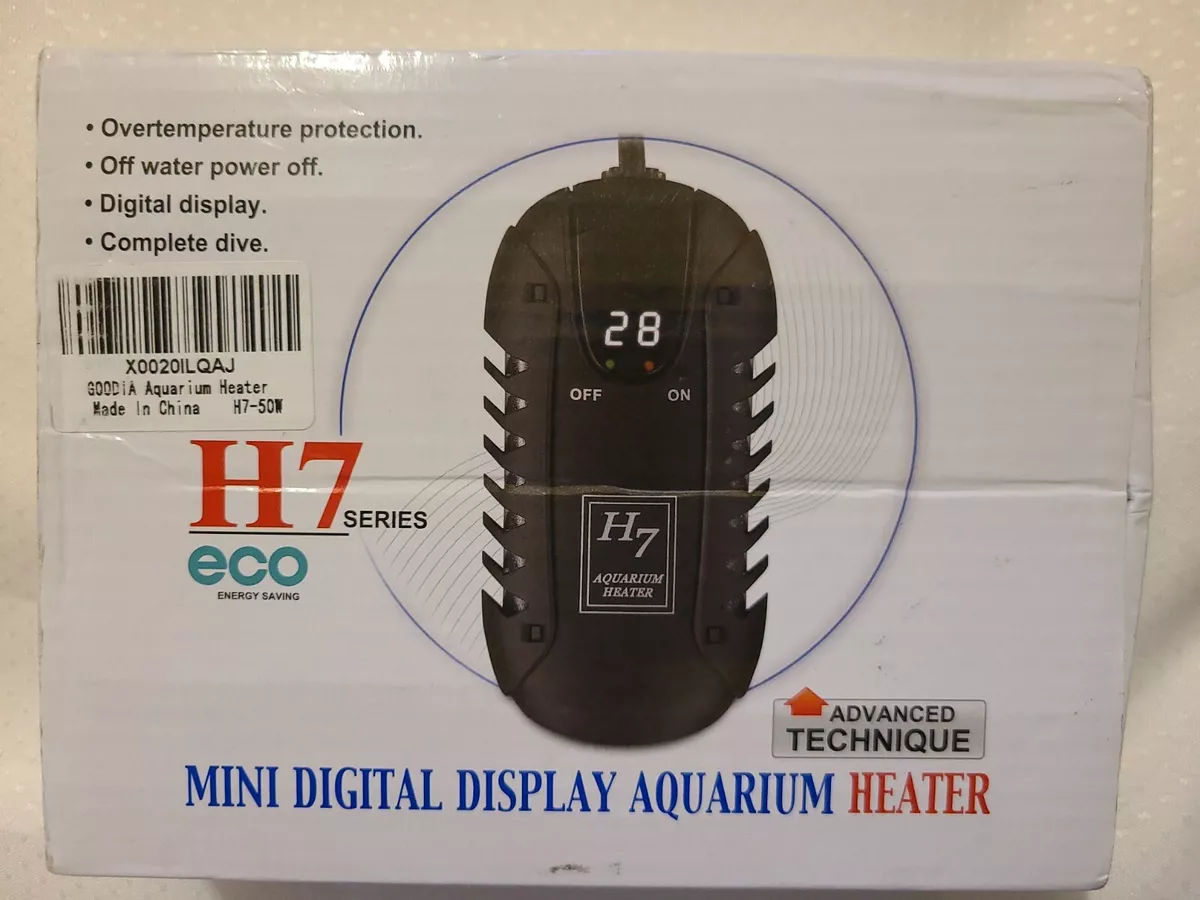 • Overtemperature protection.
• Off water power off.
• Digital display.
• Complete dive.
X0020ILQAJ
GOODiA Aquarium Heater
Made In China H7-50W
28
OFF ON
H7 SERIES
eco
ENERGY SAVING
H7
AQUARIUM
HEATER
ADVANCED
TECHNIQUE
MINI DIGITAL DISPLAY AQUARIUM HEATER